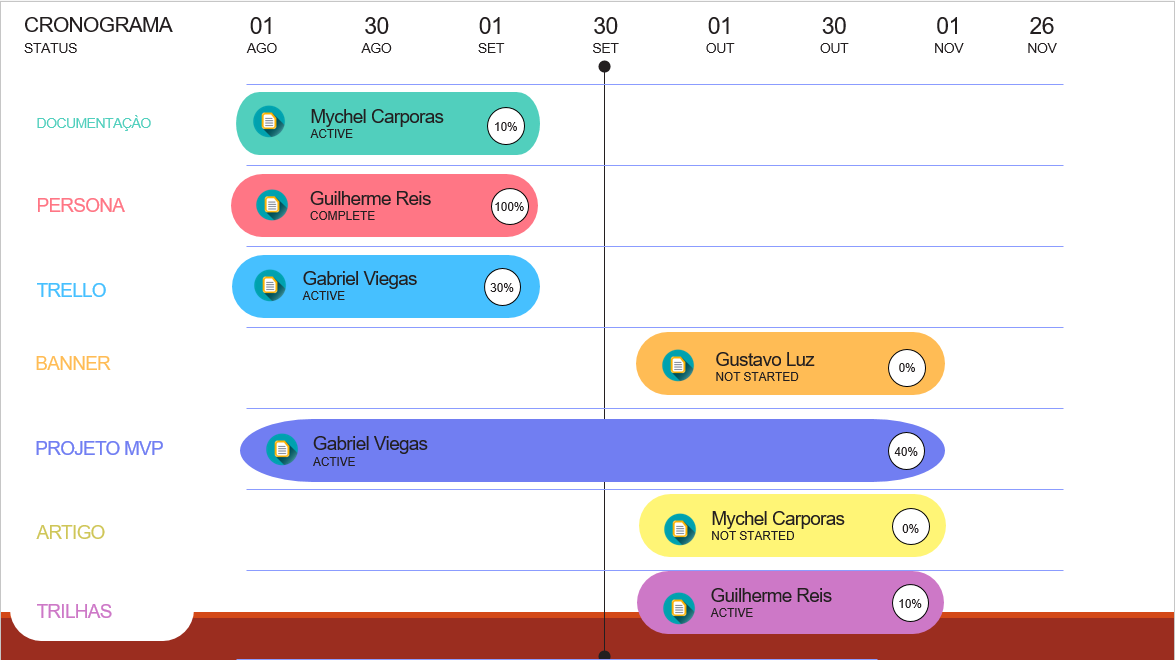 CRONOGRAMA
STATUS
01 30 01 30 01 30 01 26
AGO AGO SET SET OUT OUT NOV NOV
DOCUMENTAÇÀO
Mychel Carporas
ACTIVE
10%
PERSONA
Guilherme Reis
COMPLETE
100%
TRELLO
Gabriel Viegas
ACTIVE
30%
BANNER
Gustavo Luz
NOT STARTED
0%
PROJETO MVP
Gabriel Viegas
ACTIVE
40%
ARTIGO
Mychel Carporas
NOT STARTED
0%
TRILHAS
Guilherme Reis
ACTIVE
10%